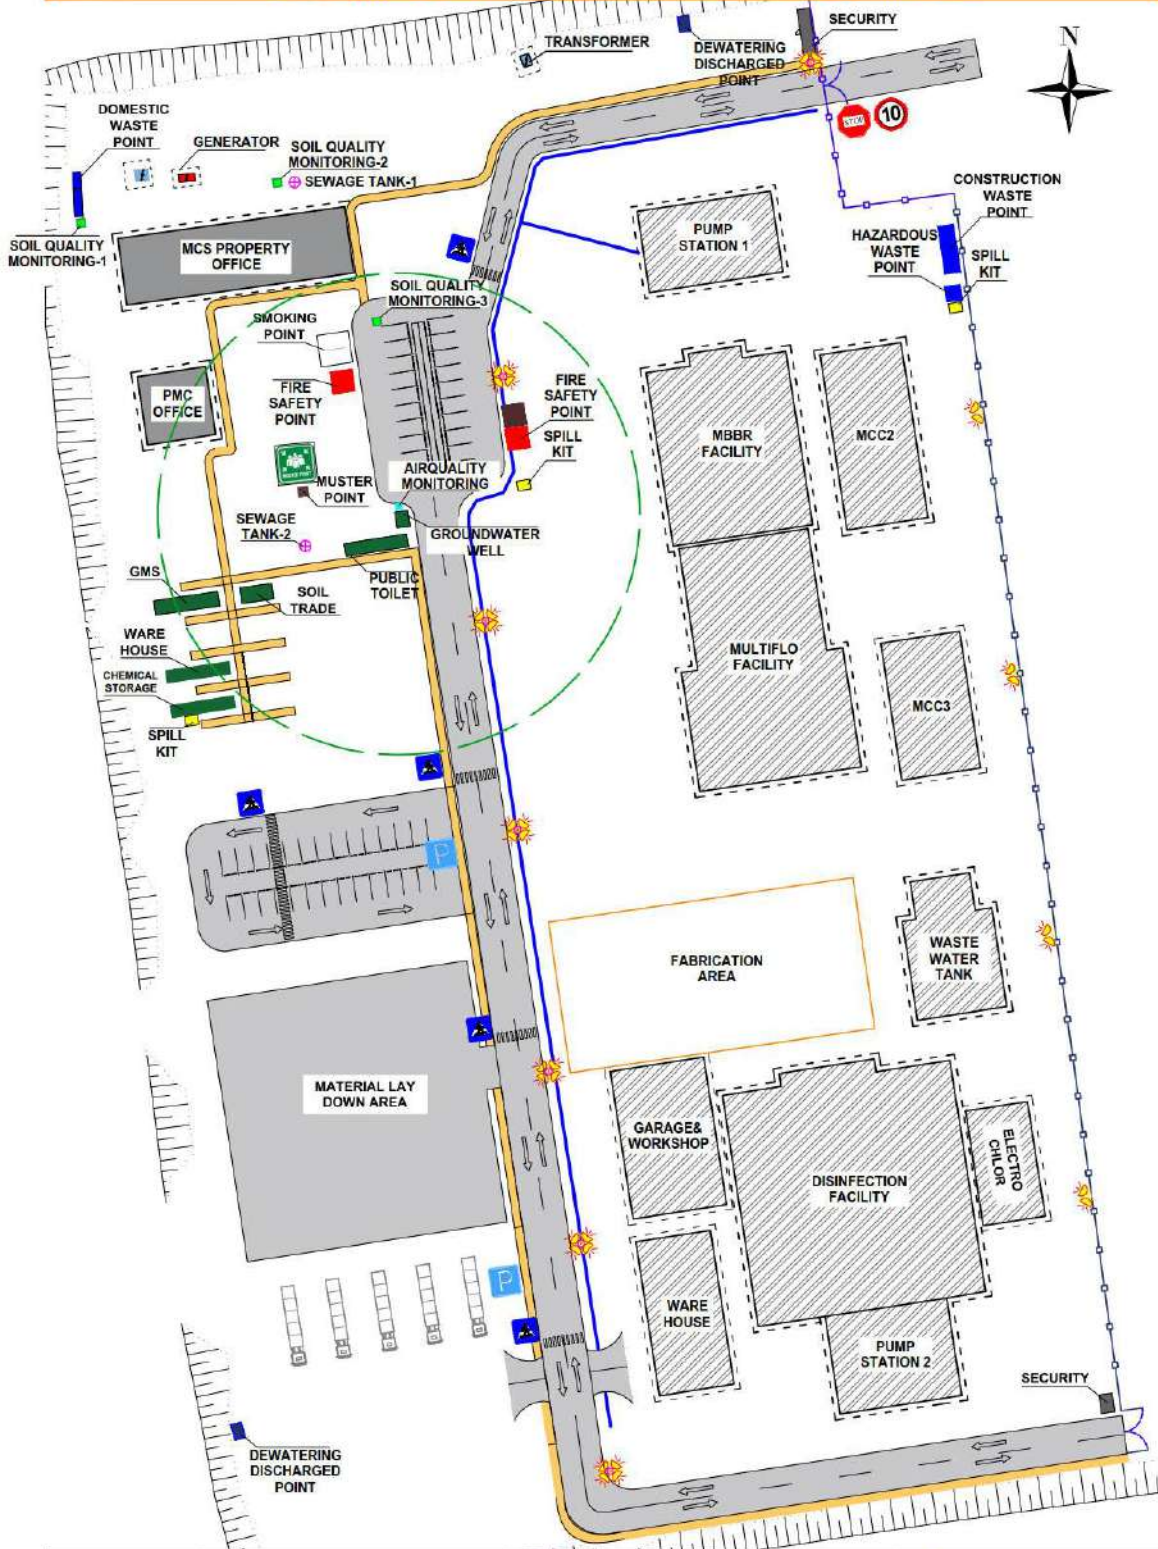 SECURITY
N
TRANSFORMER
DEWATERING
DISCHARGED
POINT
STOP
10
DOMESTIC
WASTE
POINT
GENERATOR
SOIL QUALITY
MONITORING-2
SEWAGE TANK-1
CONSTRUCTION
WASTE
POINT
SOIL QUALITY
MONITORING-1
MCS PROPERTY
OFFICE
PUMP
STATION 1
HAZARDOUS
WASTE
POINT
SPILL
KIT
SOIL QUALITY
MONITORING-3
SMOKING
POINT
FIRE
SAFETY
POINT
FIRE
SAFETY
POINT
PMC
OFFICE
MBBR
FACILITY
MCC2
SPILL
KIT
AIRQUALITY
MONITORING
MUSTER
POINT
SEWAGE
TANK-2
GROUNDWATER
WELL
GMS
SOIL
TRADE
PUBLIC
TOILET
WARE
HOUSE
CHEMICAL
STORAGE
SPILL
KIT
MULTIFLO
FACILITY
MCC3
P
FABRICATION
AREA
WASTE
WATER
TANK
MATERIAL LAY
DOWN AREA
GARAGE&
WORKSHOP
DISINFECTION
FACILITY
ELECTRO
CHLOR
P
WARE
HOUSE
PUMP
STATION 2
SECURITY
DEWATERING
DISCHARGED
POINT